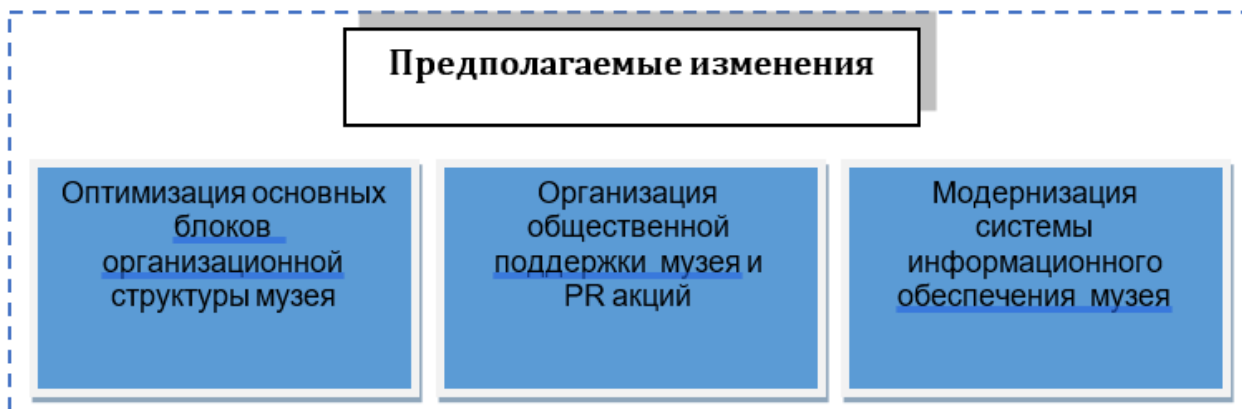 Предполагаемые изменения
Оптимизация основных
блоков
организационной
структуры музея
Организация
общественной
поддержки музея и
PR акций
Модернизация
системы
информационного
обеспечения музея